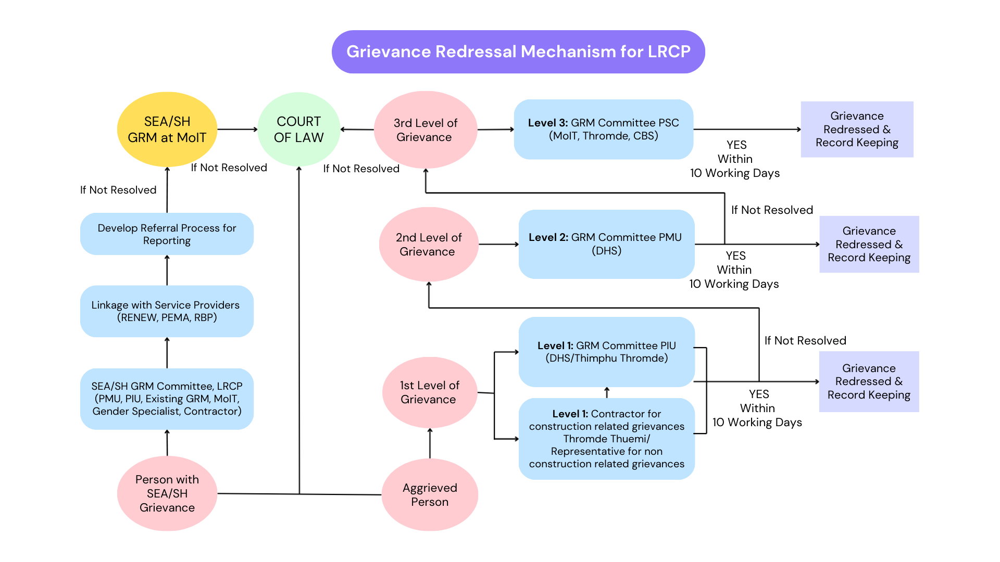 Grievance Redressal Mechanism for LRCP
SEA/SH
GRM at MoIT
COURT
OF LAW
3rd Level of
Grievance
Level 3: GRM Committee PSC
(MoIT, Thromde, CBS)
Grievance
Redressed &
Record Keeping
YES
Within
10 Working Days
If Not Resolved
If Not Resolved
If Not Resolved
If Not Resolved
Develop Referral Process for
Reporting
2nd Level of
Grievance
Level 2: GRM Committee PMU
(DHS)
Grievance
Redressed &
Record Keeping
YES
Within
10 Working Days
Linkage with Service Providers
(RENEW, PEMA, RBP)
If Not Resolved
Level 1: GRM Committee PIU
(DHS/Thimphu Thromde)
SEA/SH GRM Committee, LRCP
(PMU, PIU, Existing GRM, MoIT,
Gender Specialist, Contractor)
1st Level of
Grievance
Grievance
Redressed &
Record Keeping
YES
Within
10 Working Days
Level 1: Contractor for
construction related grievances
Thromde Thuemi/
Representative for non
construction related grievances
Person with
SEA/SH
Grievance
Aggrieved
Person